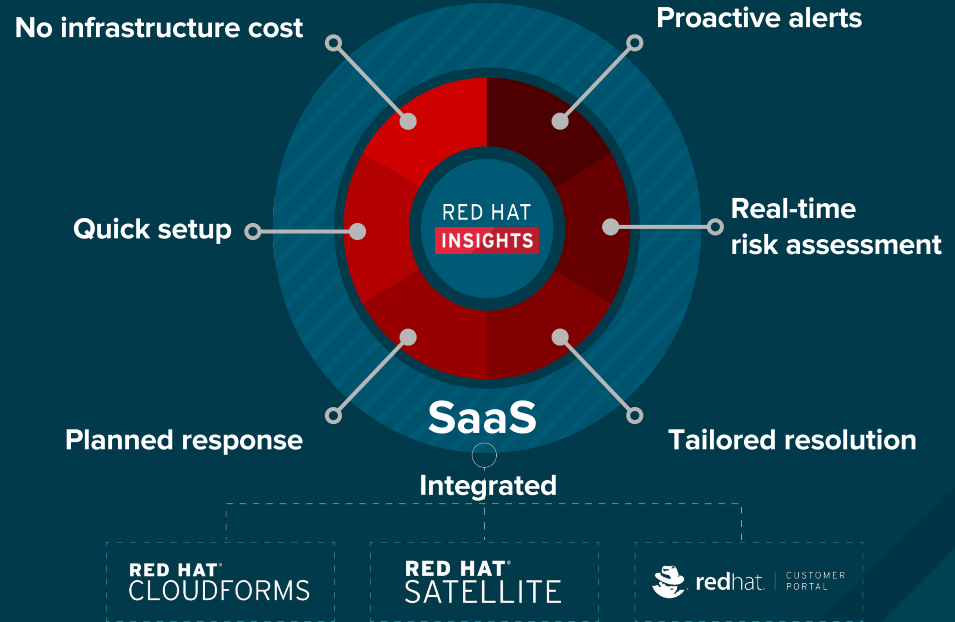 No infrastructure cost
Proactive alerts
Quick setup
RED HAT
INSIGHTS
Real-time
risk assessment
Planned response
SaaS
Tailored resolution
Integrated
RED HAT®
CLOUDFORMS
RED HAT®
SATELLITE
redhat.
CUSTOMER
PORTAL